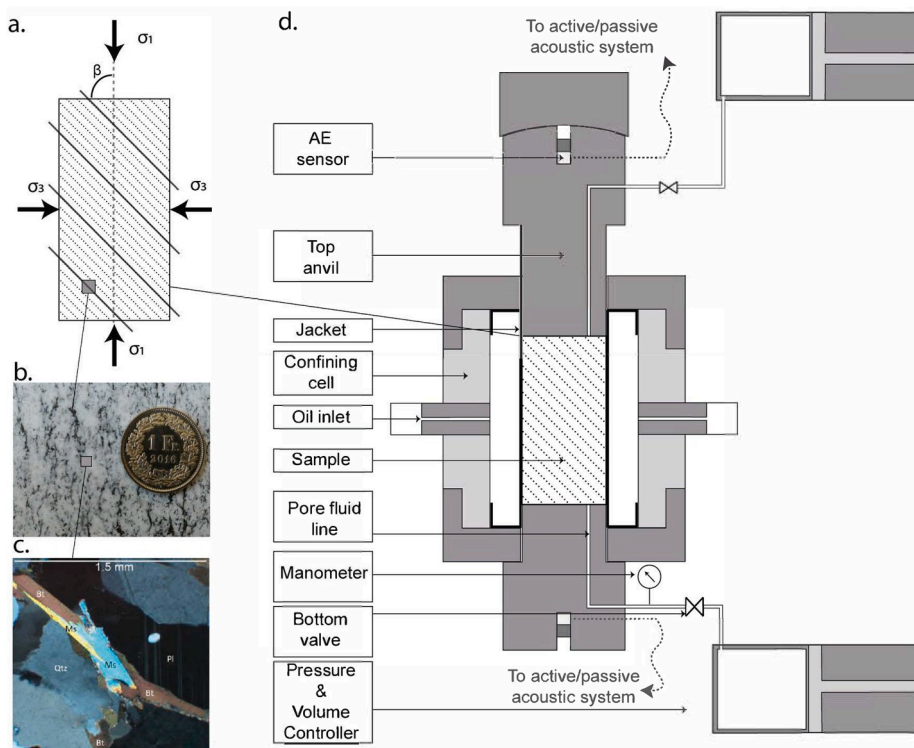 a.
σ1
β
σ3
σ3
σ1
b.
1 Fr.
2016
c.
1.5 mm
Bt
Ms
Ms
Qtz
Pl
Bt
Bt
d.
To active/passive
acoustic system
AE
sensor
Top
anvil
Jacket
Confining
cell
Oil inlet
Sample
Pore fluid
line
Manometer
Bottom
valve
Pressure
&
Volume
Controller
To active/passive
acoustic system